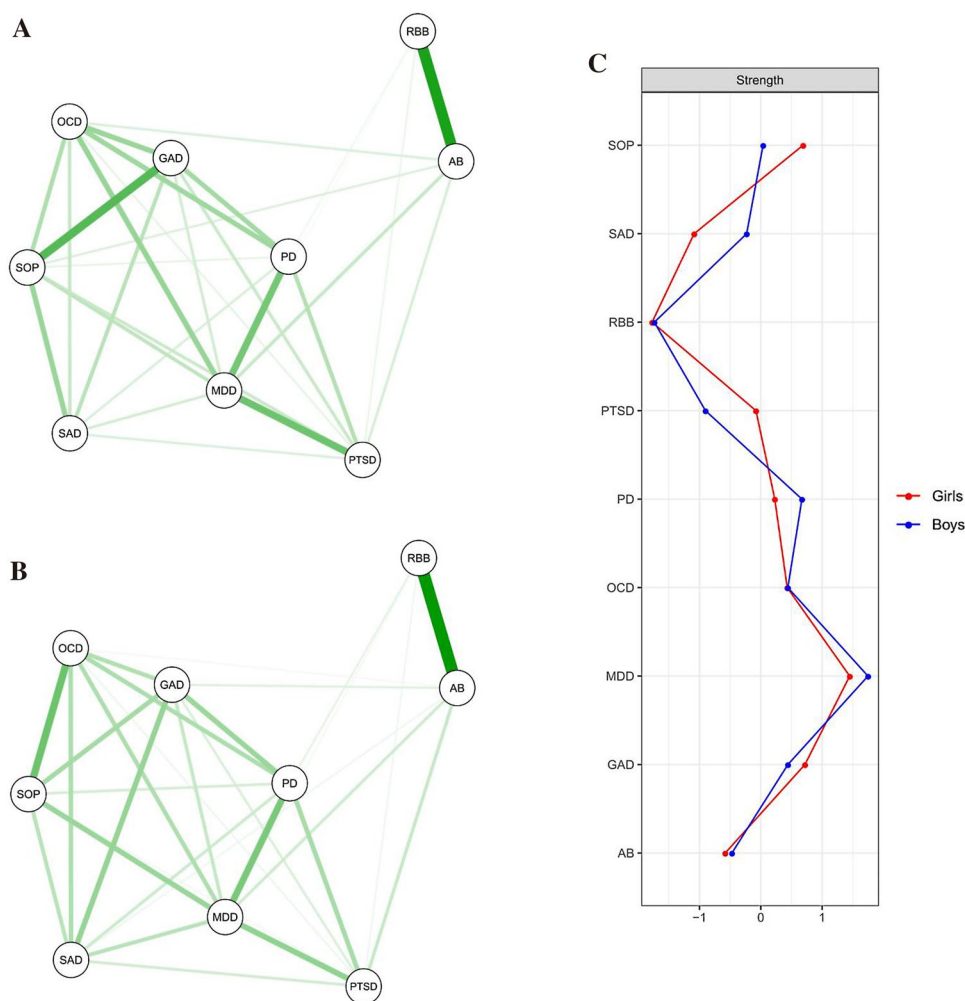 A
RBB
OCD
GAD
AB
SOP
PD
MDD
SAD
PTSD
B
RBB
OCD
GAD
AB
SOP
PD
MDD
SAD
PTSD
C
Strength
SOP
SAD
RBB
PTSD
PD
OCD
MDD
GAD
AB
−1 0 1
Girls
Boys